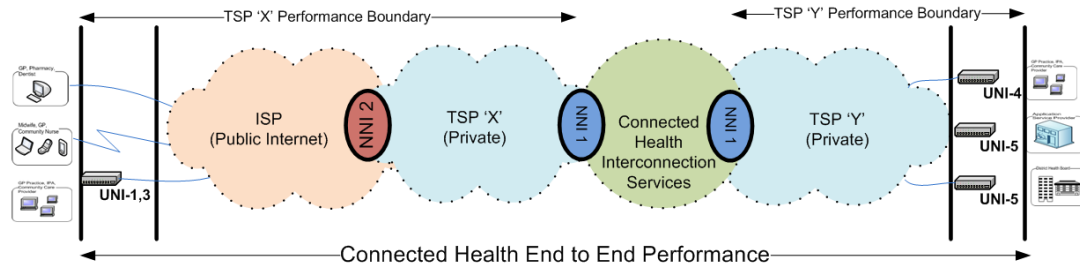 TSP ‘X’ Performance Boundary
TSP ‘Y’ Performance Boundary
GP, Pharmacy,
Dentist
Midwife, GP,
Community Nurse
GP Practice, IPA,
Community Care
Provider
UNI-1,3
ISP
(Public Internet)
NNI 2
TSP ‘X’
(Private)
NNI 1
Connected
Health
Interconnection
Services
NNI 1
TSP ‘Y’
(Private)
UNI-4
UNI-5
UNI-5
GP Practice, IPA,
Community Care
Provider
Application
Service Provider
District Health Board
Connected Health End to End Performance